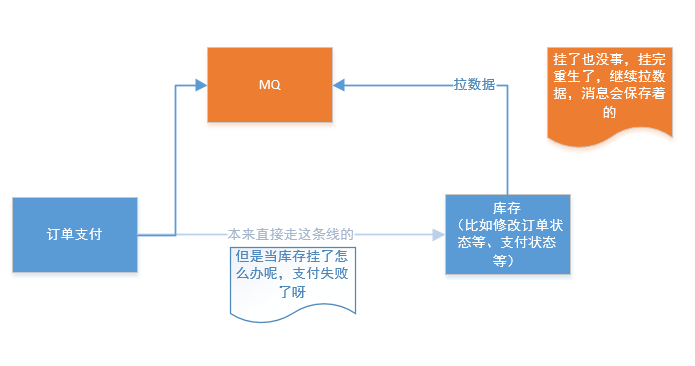 MQ
挂了也没事，挂完
重生了，继续拉数
据，消息会保存着
的
拉数据
订单支付
本来直接走这条线的
库存
（比如修改订单状
态等、支付状态
等）
但是当库存挂了怎
么办呢，支付失败
了呀